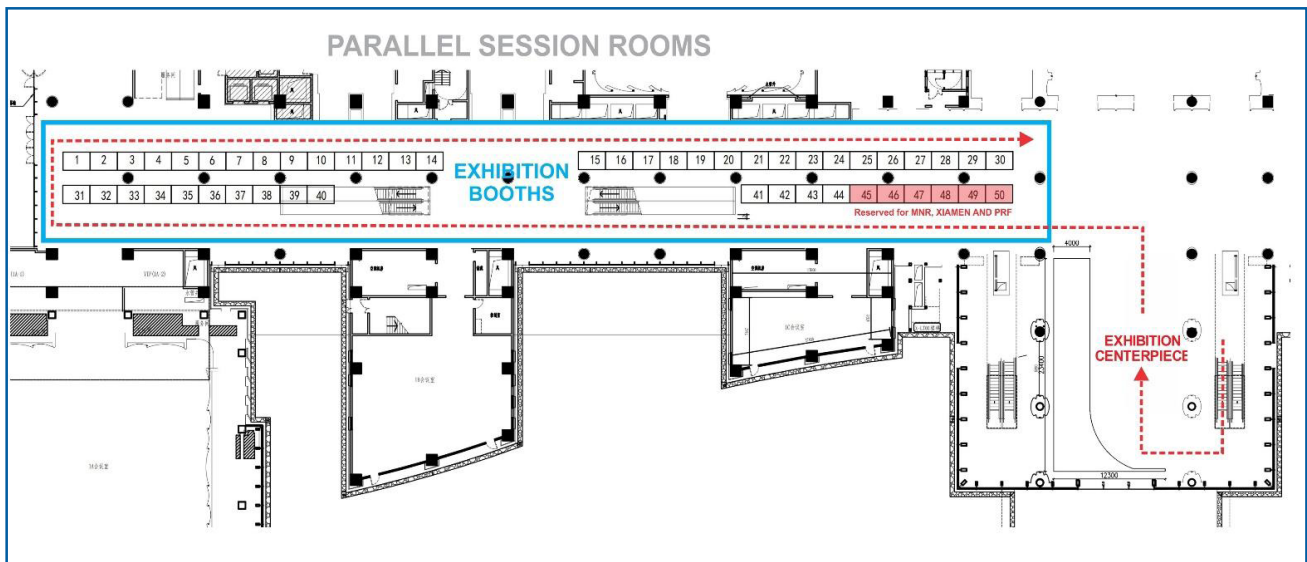 PARALLEL SESSION ROOMS
1 2 3 4 5 6 7 8 9 10 11 12 13 14
15 16 17 18 19 20 21 22 23 24 25 26 27 28 29 30
EXHIBITION
BOOTHS
31 32 33 34 35 36 37 38 39 40
41 42 43 44 45 46 47 48 49 50
Reserved for MNR, XIAMEN AND PRF
4000
EXHIBITION
CENTERPIECE
23400
12300